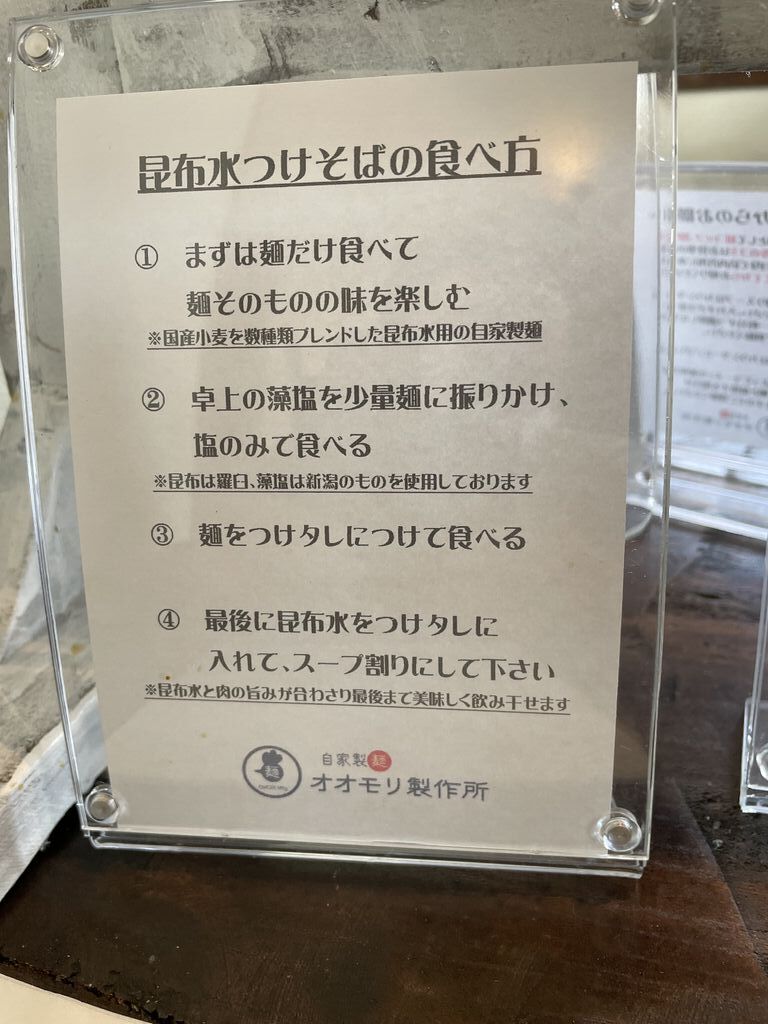 昆布水つけそばの食べ方
① まずは麺だけ食べて
麺そのものの味を楽しむ
※国産小麦を数種類ブレンドした昆布水用の自家製麺
② 卓上の藻塩を少量麺に振りかけ、
塩のみで食べる
※昆布は羅臼、藻塩は新潟のものを使用しております
③ 麺をつけタレにつけて食べる
④ 最後に昆布水をつけタレに
入れて、スープ割りにして下さい
※昆布水と肉の旨みが合わさり最後まで美味しく飲み干せます
麺
自家製麺
オオモリ製作所